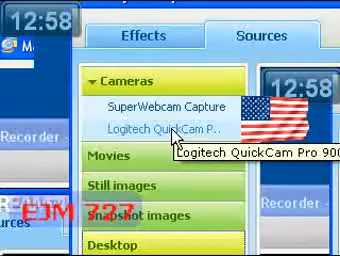 12:58
Effects
Sources
Cameras
SuperWebcam Capture
12:58
Logitech QuickCam P..
Recorder -
Logitech QuickCam Pro 900
Recorder -
Movies
Still images
EJM 727
Snapshot images
Desktop